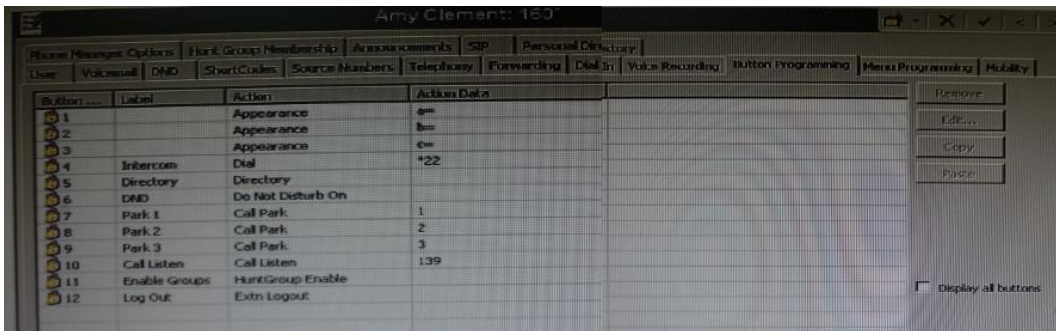 Amy Clement: 160
Phone Manager Options Hunt Group Membership Announcements SIP Personal Directory
User Voicemail DND ShortCodes Source Numbers Telephony Forwarding Dial In Voice Recording Button Programming Menu Programming Mobility
Button ... Label Action Action Data
1 Appearance a=
2 Appearance b=
3 Appearance c=
4 Intercom Dial *22
5 Directory Directory
6 DND Do Not Disturb On
7 Park 1 Call Park 1
8 Park 2 Call Park 2
9 Park 3 Call Park 3
10 Call Listen Call Listen 139
11 Enable Groups HuntGroup Enable
12 Log Out Extn Logout
Remove
Edit...
Copy
Paste
Display all buttons